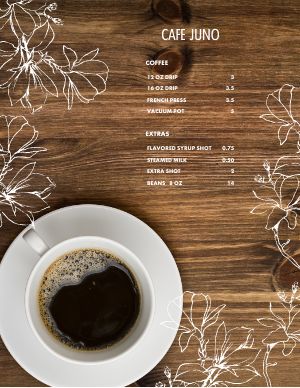 CAFE JUNO
COFFEE
12 OZ DRIP 3
16 OZ DRIP 3.5
FRENCH PRESS 3.5
VACUUM POT 5
EXTRAS
FLAVORED SYRUP SHOT 0.75
STEAMED MILK 0.50
EXTRA SHOT 2
BEANS 8 OZ 14